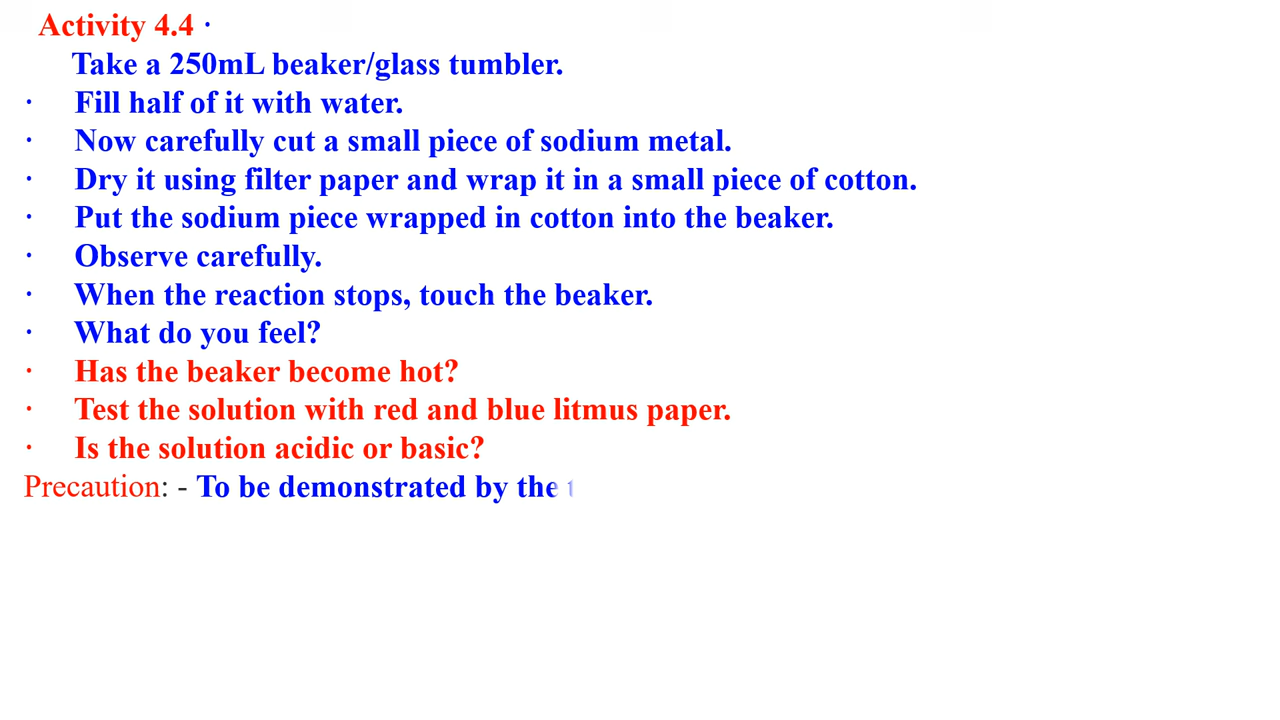 Activity 4.4 ·
Take a 250mL beaker/glass tumbler.
· Fill half of it with water.
· Now carefully cut a small piece of sodium metal.
· Dry it using filter paper and wrap it in a small piece of cotton.
· Put the sodium piece wrapped in cotton into the beaker.
· Observe carefully.
· When the reaction stops, touch the beaker.
· What do you feel?
· Has the beaker become hot?
· Test the solution with red and blue litmus paper.
· Is the solution acidic or basic?
Precaution: - To be demonstrated by the